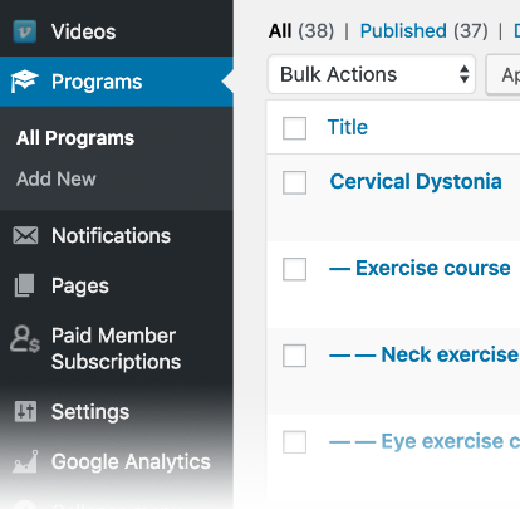 Videos
Programs
All Programs
Add New
Notifications
Pages
Paid Member
Subscriptions
Settings
Google Analytics
All (38) | Published (37) |
Bulk Actions
Title
Cervical Dystonia
— Exercise course
— — Neck exercise
— — Eye exercise